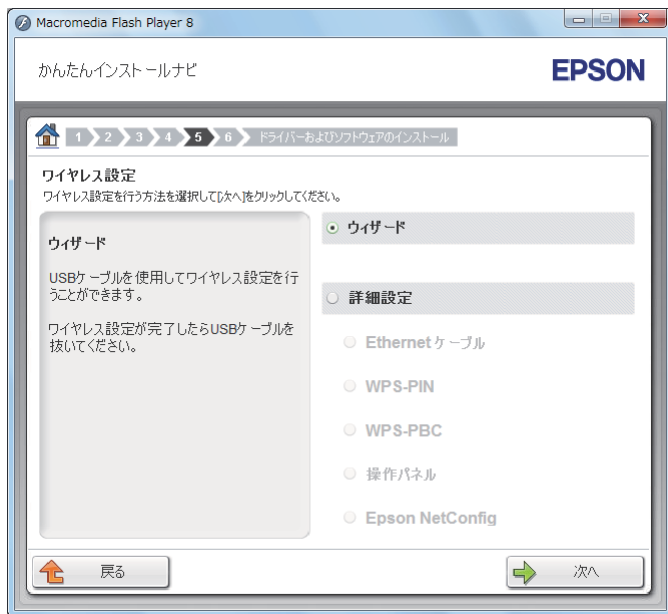 Macromedia Flash Player 8
かんたんインストールナビ
EPSON
1 2 3 4 5 6 ドライバーおよびソフトウェアのインストール
ワイヤレス設定
ワイヤレス設定を行う方法を選択して[次へ]をクリックしてください。
ウィザード
USBケーブルを使用してワイヤレス設定を行
うことができます。
ワイヤレス設定が完了したらUSBケーブルを
抜いてください。
ウィザード
詳細設定
Ethernet ケーブル
WPS-PIN
WPS-PBC
操作パネル
Epson NetConfig
戻る
次へ